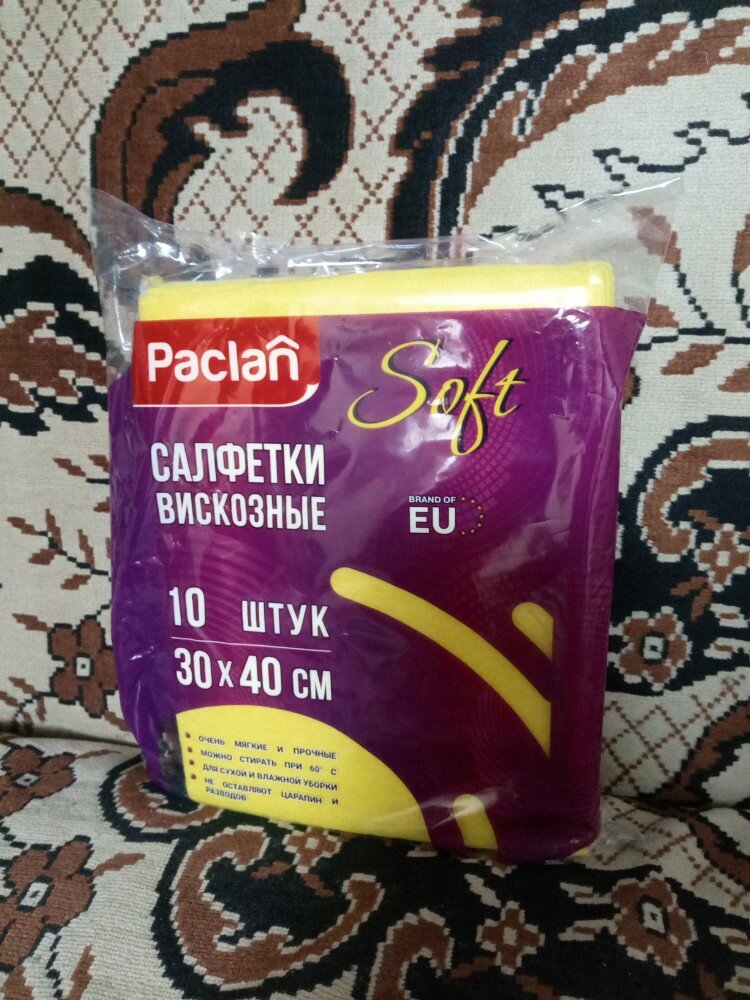 Paclan
Soft
САЛФЕТКИ
ВИСКОЗНЫЕ
BRAND OF
EU
10 ШТУК
30 х 40 СМ
ОЧЕНЬ МЯГКИЕ И ПРОЧНЫЕ
МОЖНО СТИРАТЬ ПРИ 60° С
ДЛЯ СУХОЙ И ВЛАЖНОЙ УБОРКИ
НЕ ОСТАВЛЯЮТ ЦАРАПИН И
РАЗВОДОВ